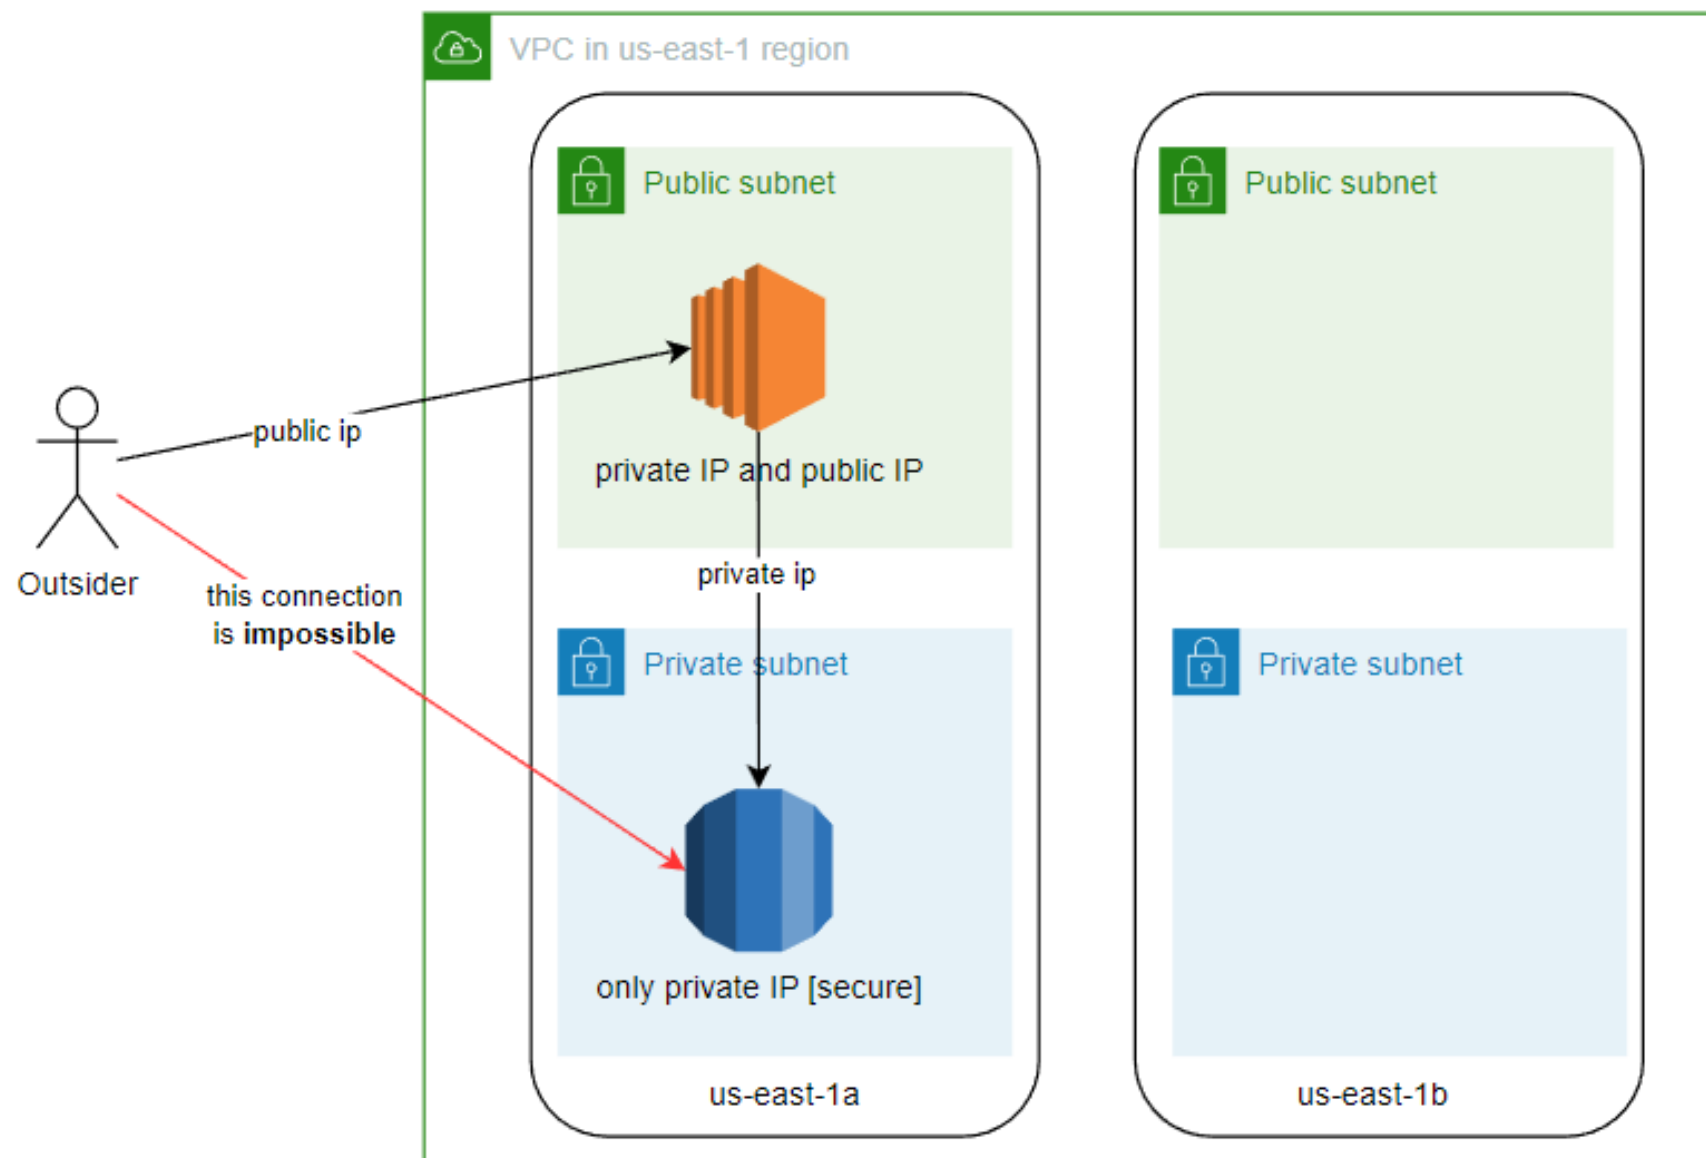 VPC in us-east-1 region
Public subnet
Public subnet
public ip
private IP and public IP
private ip
Outsider
this connection
is impossible
Private subnet
Private subnet
only private IP [secure]
us-east-1a
us-east-1b